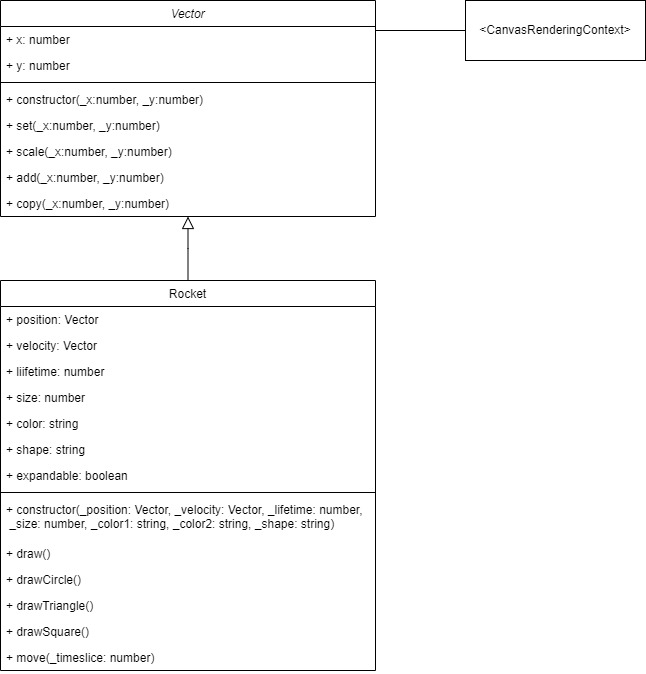 Vector
+ x: number
+ y: number
+ constructor(_x:number, _y:number)
+ set(_x:number, _y:number)
+ scale(_x:number, _y:number)
+ add(_x:number, _y:number)
+ copy(_x:number, _y:number)
<CanvasRenderingContext>
Rocket
+ position: Vector
+ velocity: Vector
+ liifetime: number
+ size: number
+ color: string
+ shape: string
+ expandable: boolean
+ constructor(_position: Vector, _velocity: Vector, _lifetime: number,
_size: number, _color1: string, _color2: string, _shape: string)
+ draw()
+ drawCircle()
+ drawTriangle()
+ drawSquare()
+ move(_timeslice: number)